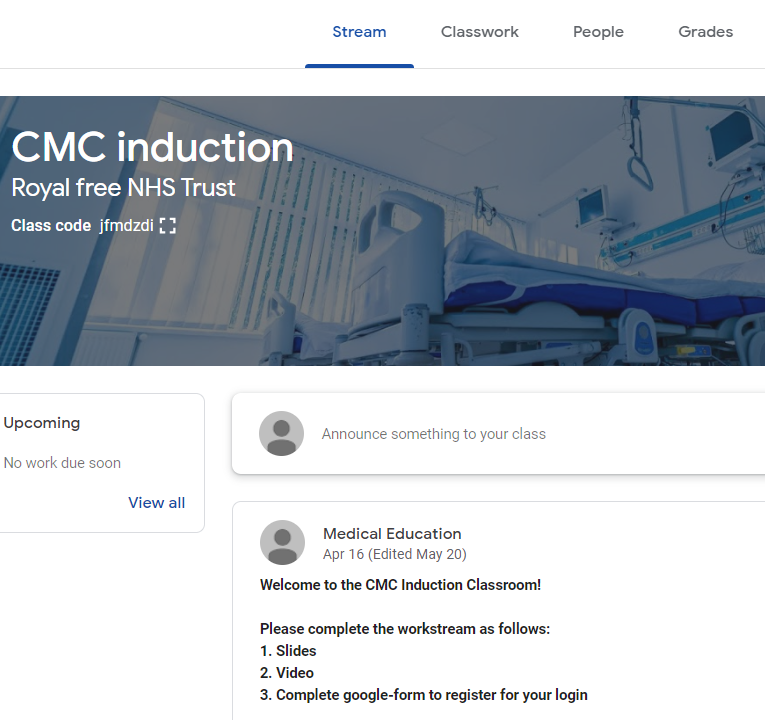 Stream Classwork People Grades
CMC induction
Royal free NHS Trust
Class code jfmdzdi
Upcoming
No work due soon
View all
Announce something to your class
Medical Education
Apr 16 (Edited May 20)
Welcome to the CMC Induction Classroom!
Please complete the workstream as follows:
1. Slides
2. Video
3. Complete google-form to register for your login